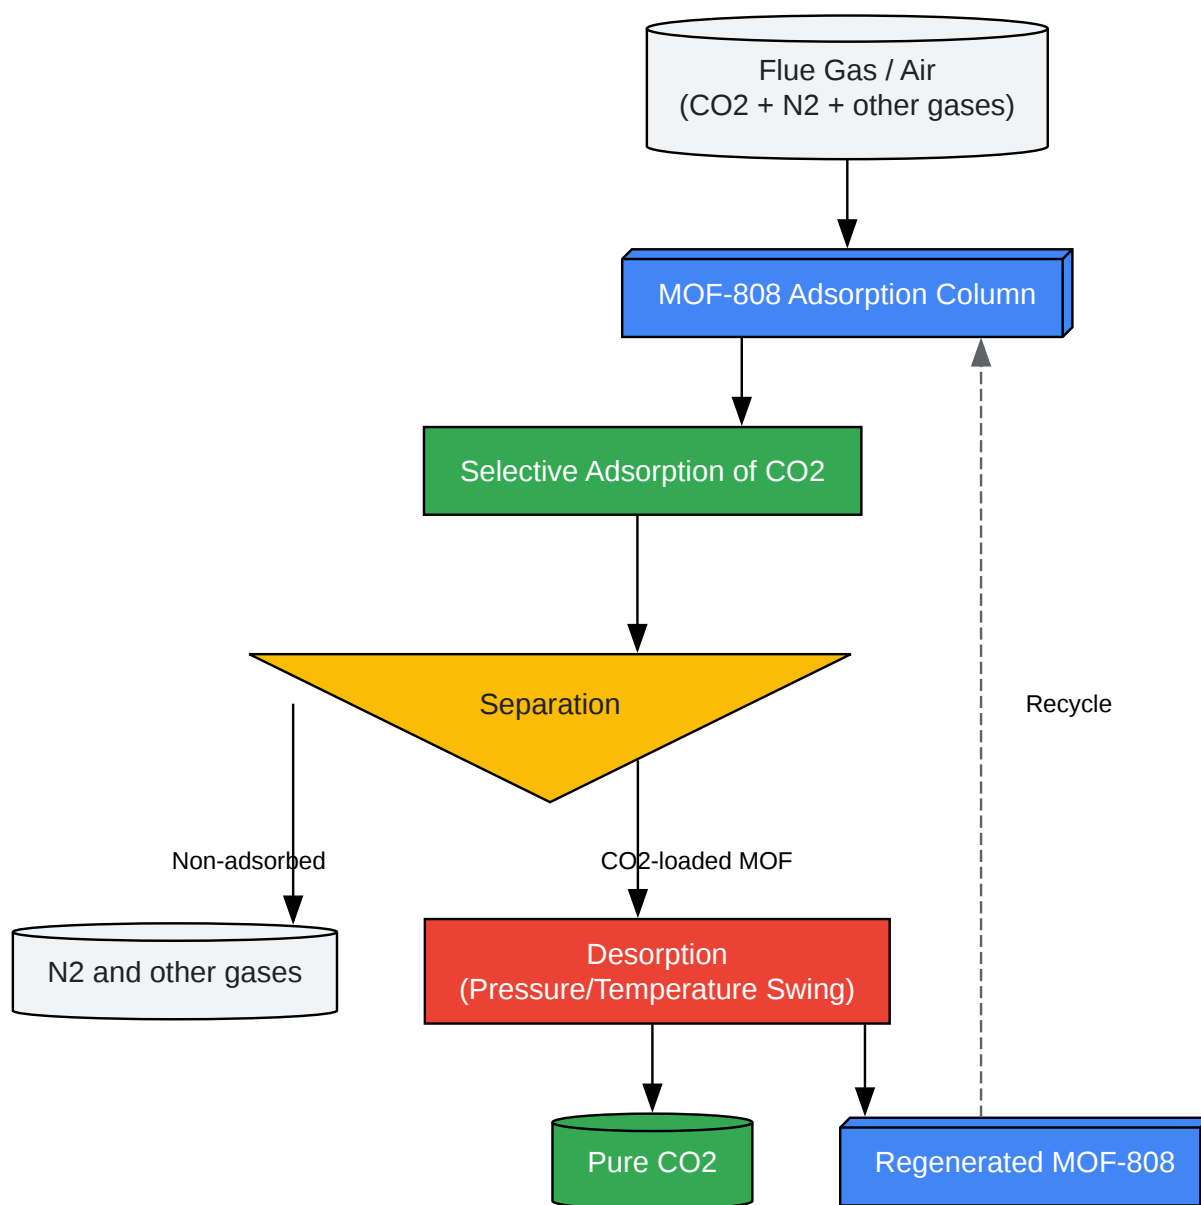 Flue Gas / Air
(CO2 + N2 + other gases)
MOF-808 Adsorption Column
Selective Adsorption of CO2
Separation
Recycle
Non-adsorbed
CO2-loaded MOF
N2 and other gases
Desorption
(Pressure/Temperature Swing)
Pure CO2
Regenerated MOF-808